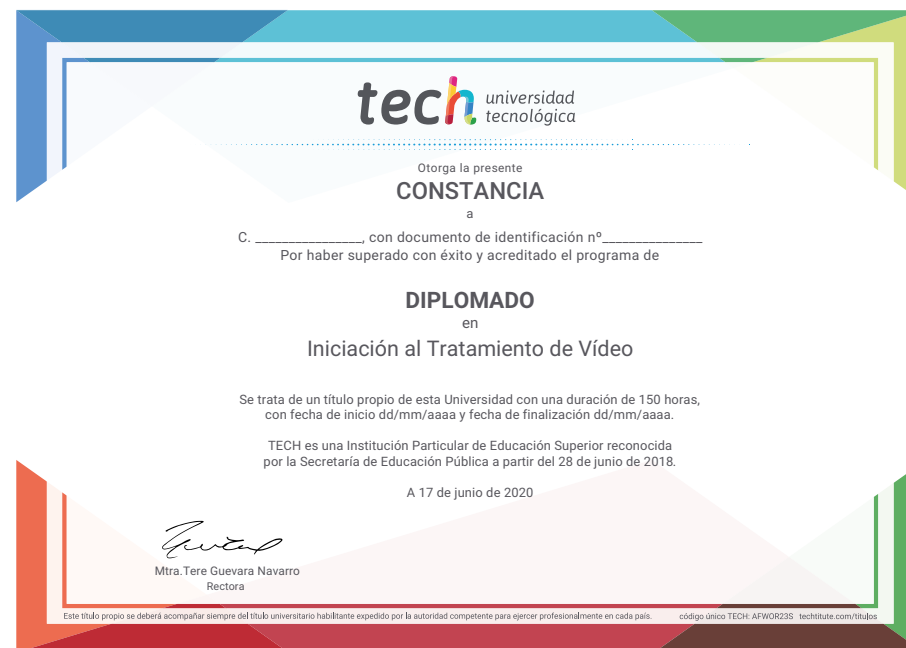 tech universidad
tecnológica
Otorga la presente
CONSTANCIA
a
C. ________________, con documento de identificación nº_______________
Por haber superado con éxito y acreditado el programa de
DIPLOMADO
en
Iniciación al Tratamiento de Vídeo
Se trata de un título propio de esta Universidad con una duración de 150 horas,
con fecha de inicio dd/mm/aaaa y fecha de finalización dd/mm/aaaa.
TECH es una Institución Particular de Educación Superior reconocida
por la Secretaría de Educación Pública a partir del 28 de junio de 2018.
A 17 de junio de 2020
Mtra.Tere Guevara Navarro
Rectora
Este título propio se deberá acompañar siempre del título universitario habilitante expedido por la autoridad competente para ejercer profesionalmente en cada país. código único TECH: AFWOR23S techtitute.com/titulos